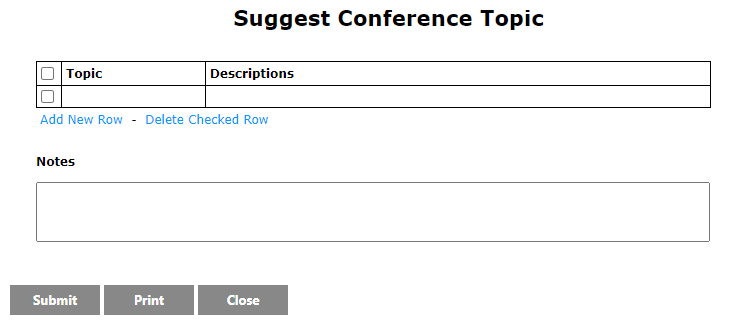 Suggest Conference Topic
Topic Descriptions
Add New Row - Delete Checked Row
Notes
Submit Print Close